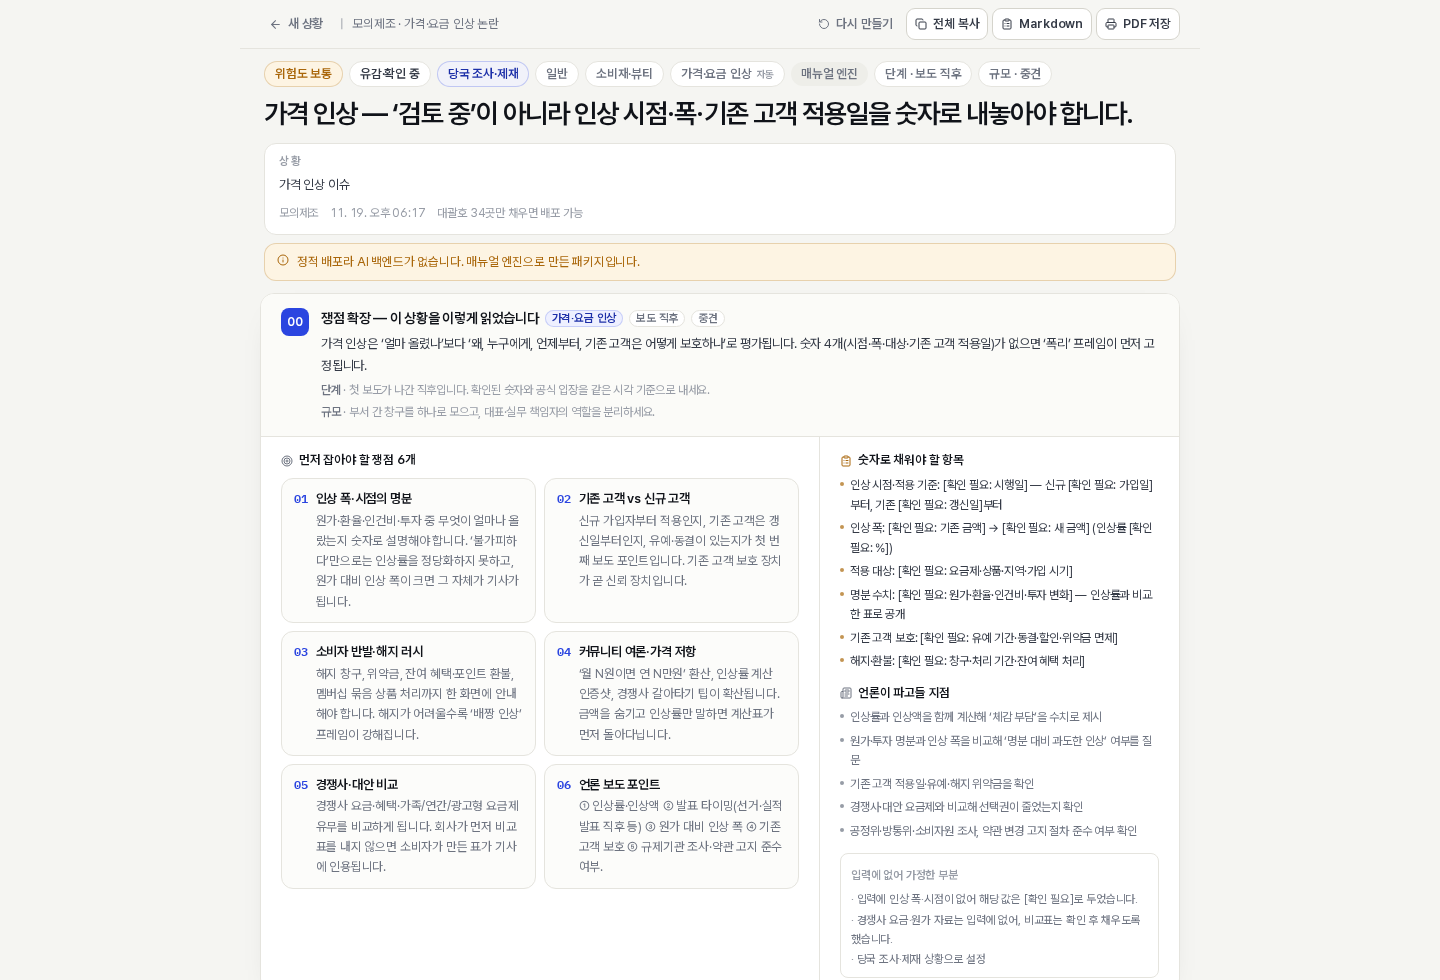 새 상황 | 모의제조 · 가격·요금 인상 논란
다시 만들기 전체 복사 Markdown PDF 저장
위험도 보통 유감·확인 중 당국 조사·제재 일반 소비재·뷰티 가격·요금 인상 자동 매뉴얼 엔진 단계 · 보도 직후 규모 · 중견
가격 인상 — ‘검토 중’이 아니라 인상 시점·폭·기존 고객 적용일을 숫자로 내놓아야 합니다.
상황
가격 인상 이슈
모의제조 11. 19. 오후 06:17 대괄호 34곳만 채우면 배포 가능
정적 배포라 AI 백엔드가 없습니다. 매뉴얼 엔진으로 만든 패키지입니다.
00 쟁점 확장 — 이 상황을 이렇게 읽었습니다 가격·요금 인상 보도 직후 중견
가격 인상은 ‘얼마 올렸나’보다 ‘왜, 누구에게, 언제부터, 기존 고객은 어떻게 보호하나’로 평가됩니다. 숫자 4개(시점·폭·대상·기존 고객 적용일)가 없으면 ‘폭리’ 프레임이 먼저 고
정됩니다.
단계 · 첫 보도가 나간 직후입니다. 확인된 숫자와 공식 입장을 같은 시각 기준으로 내세요.
규모 · 부서 간 창구를 하나로 모으고, 대표·실무 책임자의 역할을 분리하세요.
먼저 잡아야 할 쟁점 6개
01 인상 폭·시점의 명분
원가·환율·인건비·투자 중 무엇이 얼마나 올
랐는지 숫자로 설명해야 합니다. ‘불가피하
다’만으로는 인상률을 정당화하지 못하고,
원가 대비 인상 폭이 크면 그 자체가 기사가
됩니다.
02 기존 고객 vs 신규 고객
신규 가입자부터 적용인지, 기존 고객은 갱
신일부터인지, 유예·동결이 있는지가 첫 번
째 보도 포인트입니다. 기존 고객 보호 장치
가 곧 신뢰 장치입니다.
03 소비자 반발·해지 러시
해지 창구, 위약금, 잔여 혜택·포인트 환불,
멤버십 묶음 상품 처리까지 한 화면에 안내
해야 합니다. 해지가 어려울수록 ‘배짱 인상’
프레임이 강해집니다.
04 커뮤니티 여론·가격 저항
‘월 N원이면 연 N만원’ 환산, 인상률 계산
인증샷, 경쟁사 갈아타기 팁이 확산됩니다.
금액을 숨기고 인상률만 말하면 계산표가
먼저 돌아다닙니다.
05 경쟁사·대안 비교
경쟁사 요금·혜택·가족/연간/광고형 요금제
유무를 비교하게 됩니다. 회사가 먼저 비교
표를 내지 않으면 소비자가 만든 표가 기사
에 인용됩니다.
06 언론 보도 포인트
① 인상률·인상액 ② 발표 타이밍(선거·실적
발표 직후 등) ③ 원가 대비 인상 폭 ④ 기존
고객 보호 ⑤ 규제기관 조사·약관 고지 준수
여부.
숫자로 채워야 할 항목
인상 시점·적용 기준: [확인 필요: 시행일] — 신규 [확인 필요: 가입일]
부터, 기존 [확인 필요: 갱신일]부터
인상 폭: [확인 필요: 기존 금액] → [확인 필요: 새 금액] (인상률 [확인
필요: %])
적용 대상: [확인 필요: 요금제·상품·지역·가입 시기]
명분 수치: [확인 필요: 원가·환율·인건비·투자 변화] — 인상률과 비교
한 표로 공개
기존 고객 보호: [확인 필요: 유예 기간·동결·할인·위약금 면제]
해지·환불: [확인 필요: 창구·처리 기간·잔여 혜택 처리]
언론이 파고들 지점
인상률과 인상액을 함께 계산해 ‘체감 부담’을 수치로 제시
원가·투자 명분과 인상 폭을 비교해 ‘명분 대비 과도한 인상’ 여부를 질
문
기존 고객 적용일·유예·해지 위약금을 확인
경쟁사·대안 요금제와 비교해 선택권이 줄었는지 확인
공정위·방통위·소비자원 조사, 약관 변경 고지 절차 준수 여부 확인
입력에 없어 가정한 부분
· 입력에 인상 폭·시점이 없어 해당 값은 [확인 필요]로 두었습니다.
· 경쟁사 요금·원가 자료는 입력에 없어, 비교표는 확인 후 채우도록
했습니다.
· 당국 조사·제재 상황으로 설정